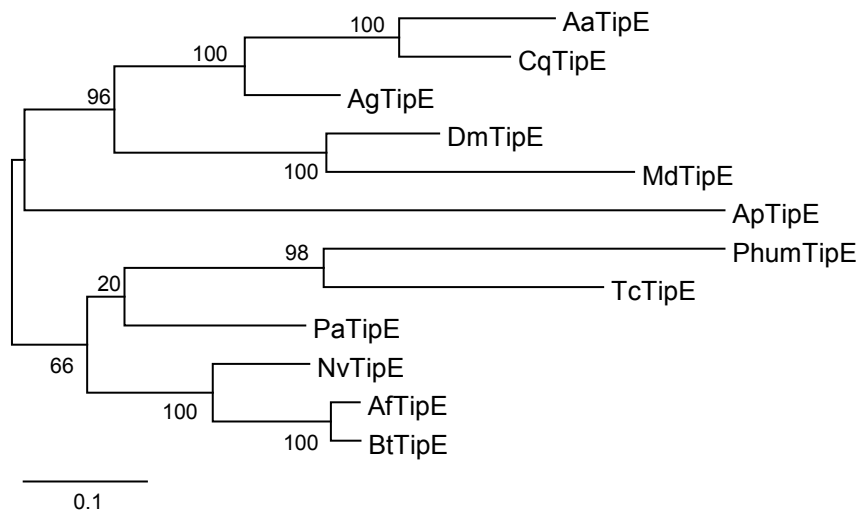 100
AaTipE
100
CqTipE
96
AgTipE
DmTipE
100
MdTipE
ApTipE
98
PhumTipE
20
TcTipE
PaTipE
66
NvTipE
100
AfTipE
100
BtTipE
0.1